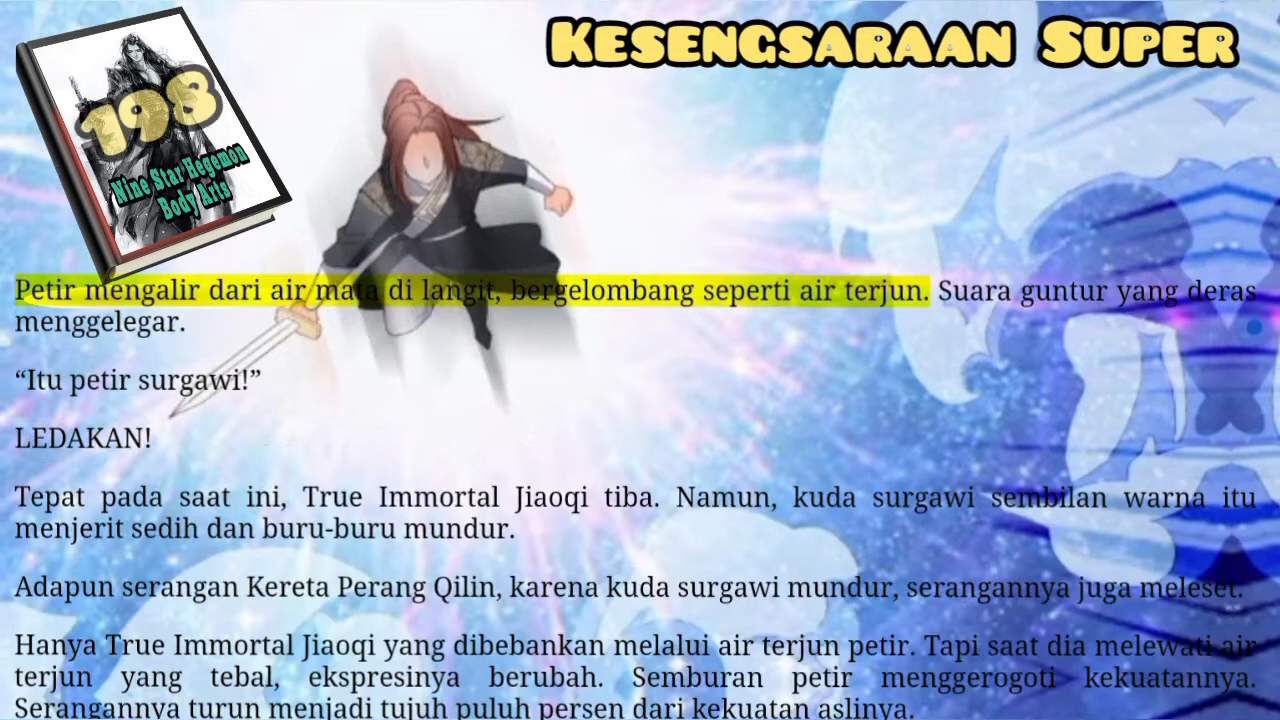 Kesengsaraan Super
198
Nine Star Hegemon
Body Arts
Petir mengalir dari air mata di langit, bergelombang seperti air terjun. Suara guntur yang deras
menggelegar.
“Itu petir surgawi!”
LEDAKAN!
Tepat pada saat ini, True Immortal Jiaoqi tiba. Namun, kuda surgawi sembilan warna itu
menjerit sedih dan buru-buru mundur.
Adapun serangan Kereta Perang Qilin, karena kuda surgawi mundur, serangannya juga meleset.
Hanya True Immortal Jiaoqi yang dibebankan melalui air terjun petir. Tapi saat dia melewati air
terjun yang tebal, ekspresinya berubah. Semburan petir menggerogoti kekuatannya.
Serangannya turun menjadi tujuh puluh persen dari kekuatan aslinya.